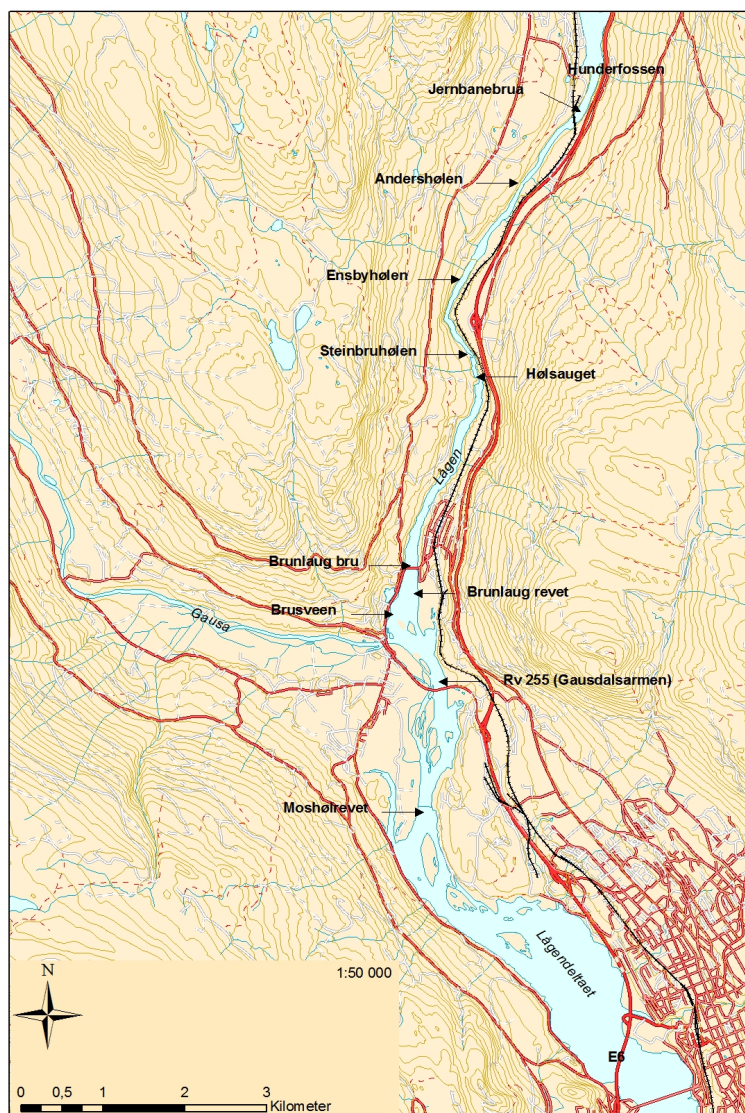 Hunderfossen
Jernbanebrua
Andershølen
Ensbyhølen
Steinbruhølen
Hølsauget
Lågen
Brunlaug bru
Brunlaug revet
Brusveen
Gausa
Rv 255 (Gausdalsarmen)
Moshølrevet
Lågendeltaet
N
1:50 000
E6
0 0,5 1 2 3
Kilometer